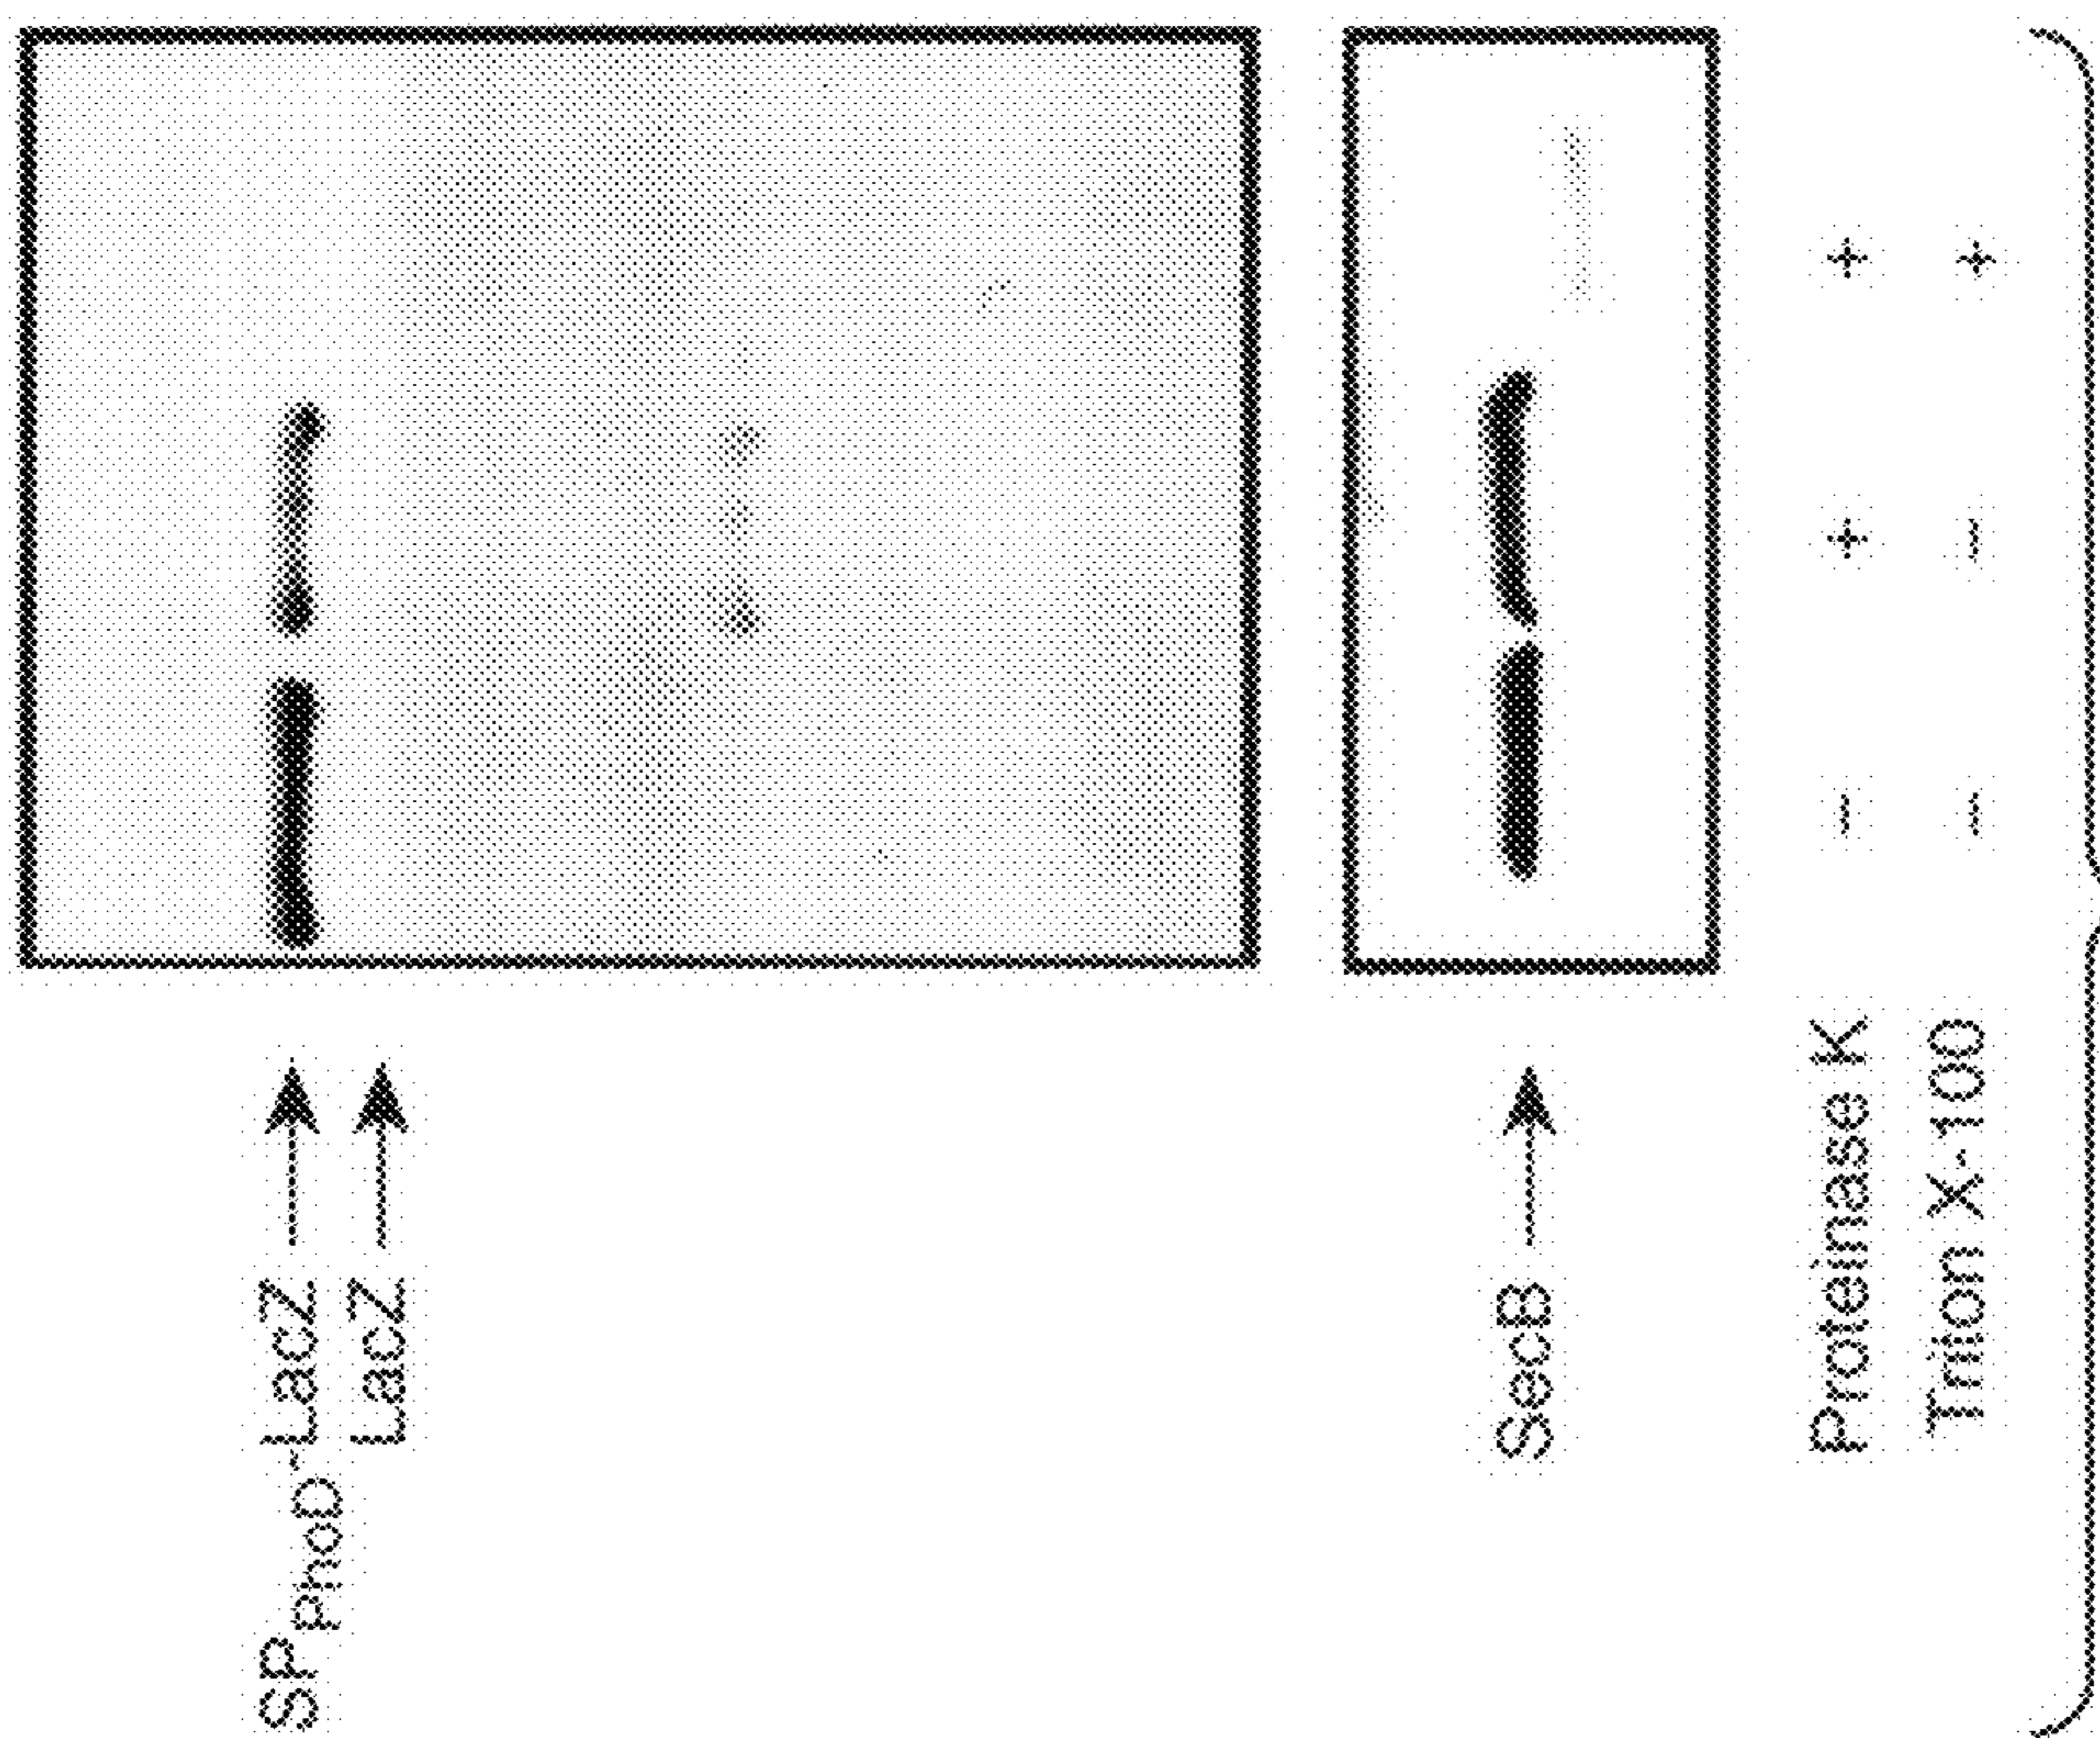 SP PhoD-LacZ
LacZ
SecB
Proteinase K - + +
Triton X-100 - - +